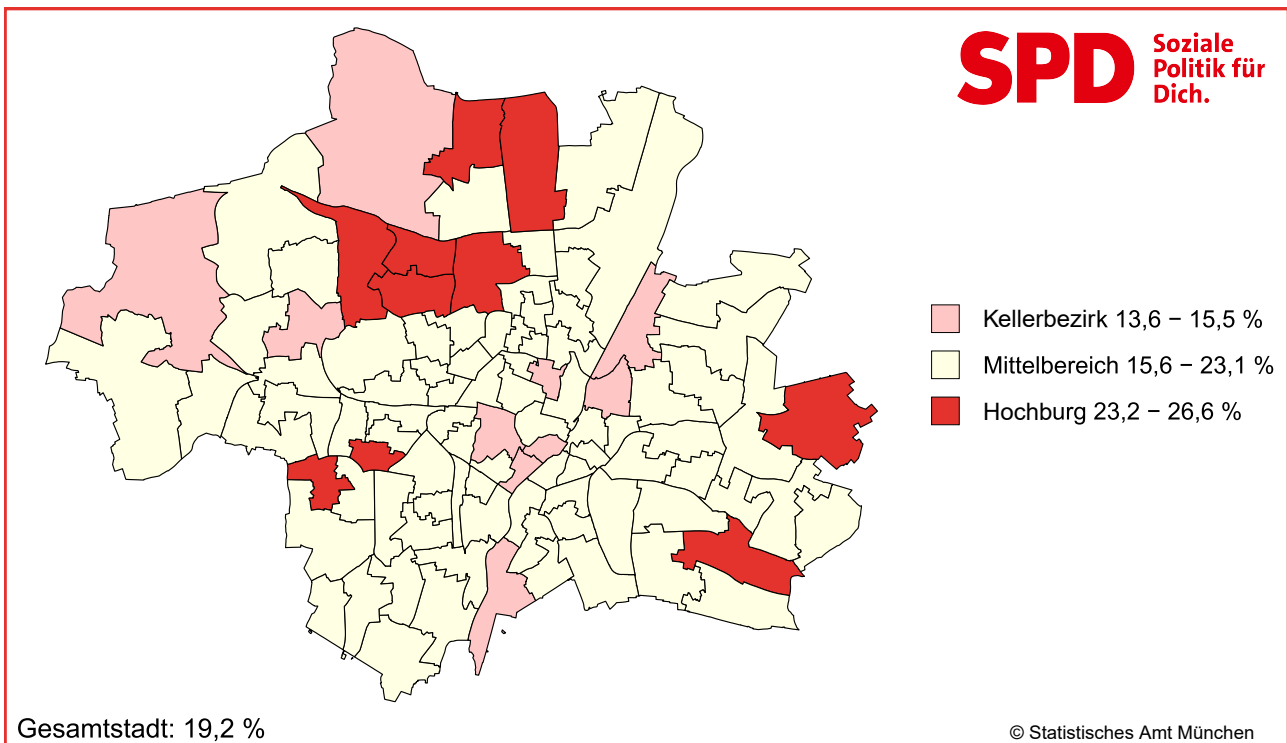 SPD
Soziale
Politik für
Dich.
Kellerbezirk 13,6 − 15,5 %
Mittelbereich 15,6 − 23,1 %
Hochburg 23,2 − 26,6 %
Gesamtstadt: 19,2 %
© Statistisches Amt München